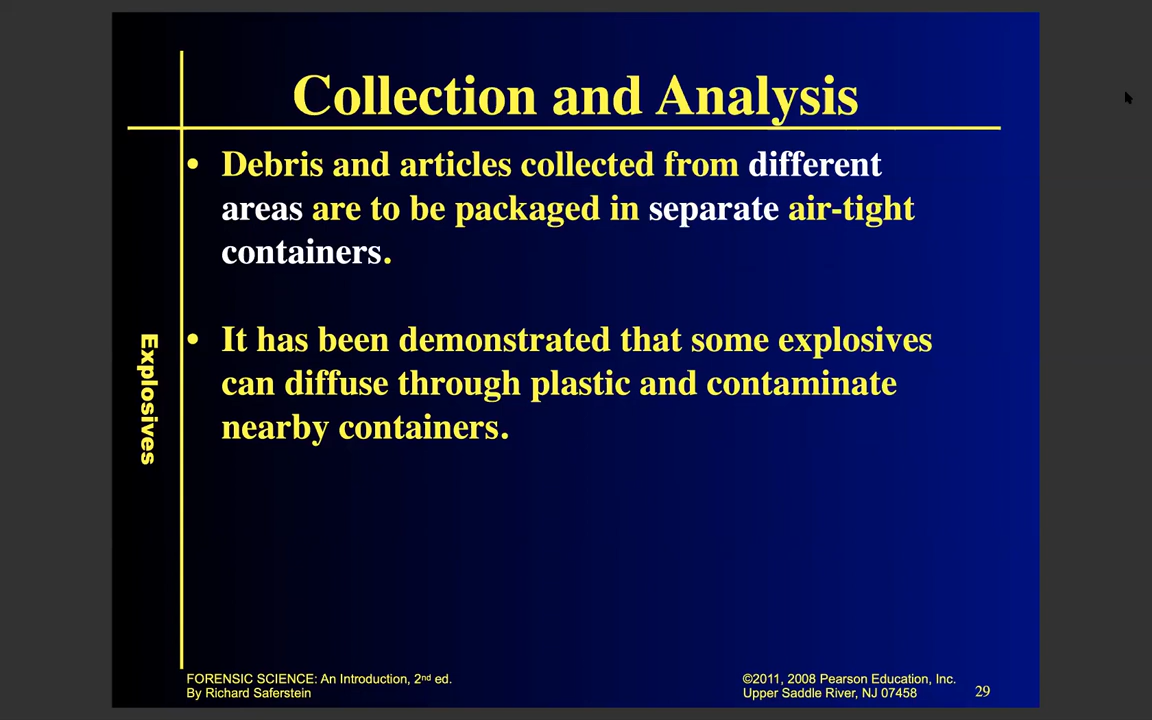 Collection and Analysis
• Debris and articles collected from different
areas are to be packaged in separate air-tight
containers.
• It has been demonstrated that some explosives
can diffuse through plastic and contaminate
nearby containers.
Explosives
FORENSIC SCIENCE: An Introduction, 2nd ed.
By Richard Saferstein
©2011, 2008 Pearson Education, Inc.
Upper Saddle River, NJ 07458
29